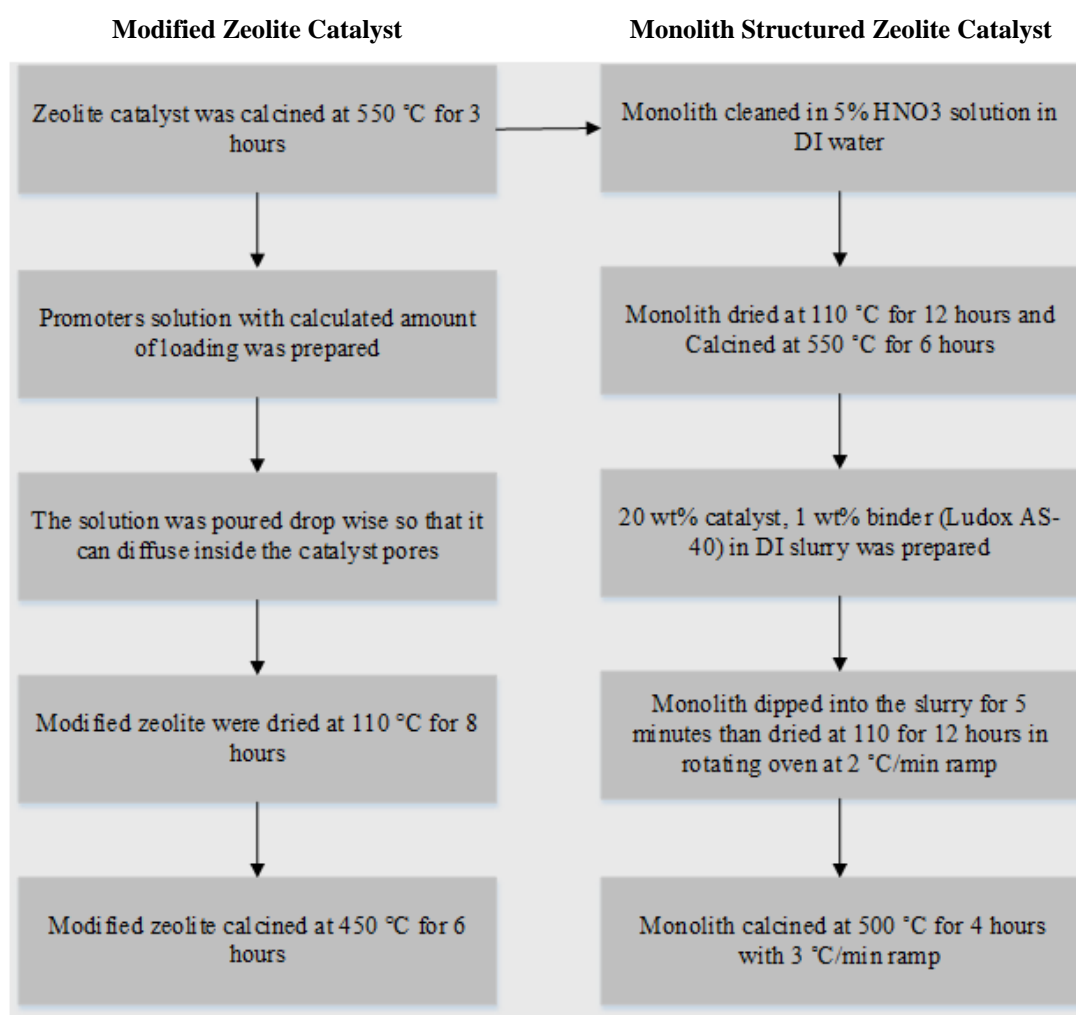 Modified Zeolite Catalyst
Zeolite catalyst was calcined at 550 °C for 3
hours
Promoters solution with calculated amount
of loading was prepared
The solution was poured drop wise so that it
can diffuse inside the catalyst pores
Modified zeolite were dried at 110 °C for 8
hours
Modified zeolite calcined at 450 °C for 6
hours
Monolith Structured Zeolite Catalyst
Monolith cleaned in 5% HNO3 solution in
DI water
Monolith dried at 110 °C for 12 hours and
Calcined at 550 °C for 6 hours
20 wt% catalyst, 1 wt% binder (Ludox AS-
40) in DI slurry was prepared
Monolith dipped into the slurry for 5
minutes than dried at 110 for 12 hours in
rotating oven at 2 °C/min ramp
Monolith calcined at 500 °C for 4 hours
with 3 °C/min ramp